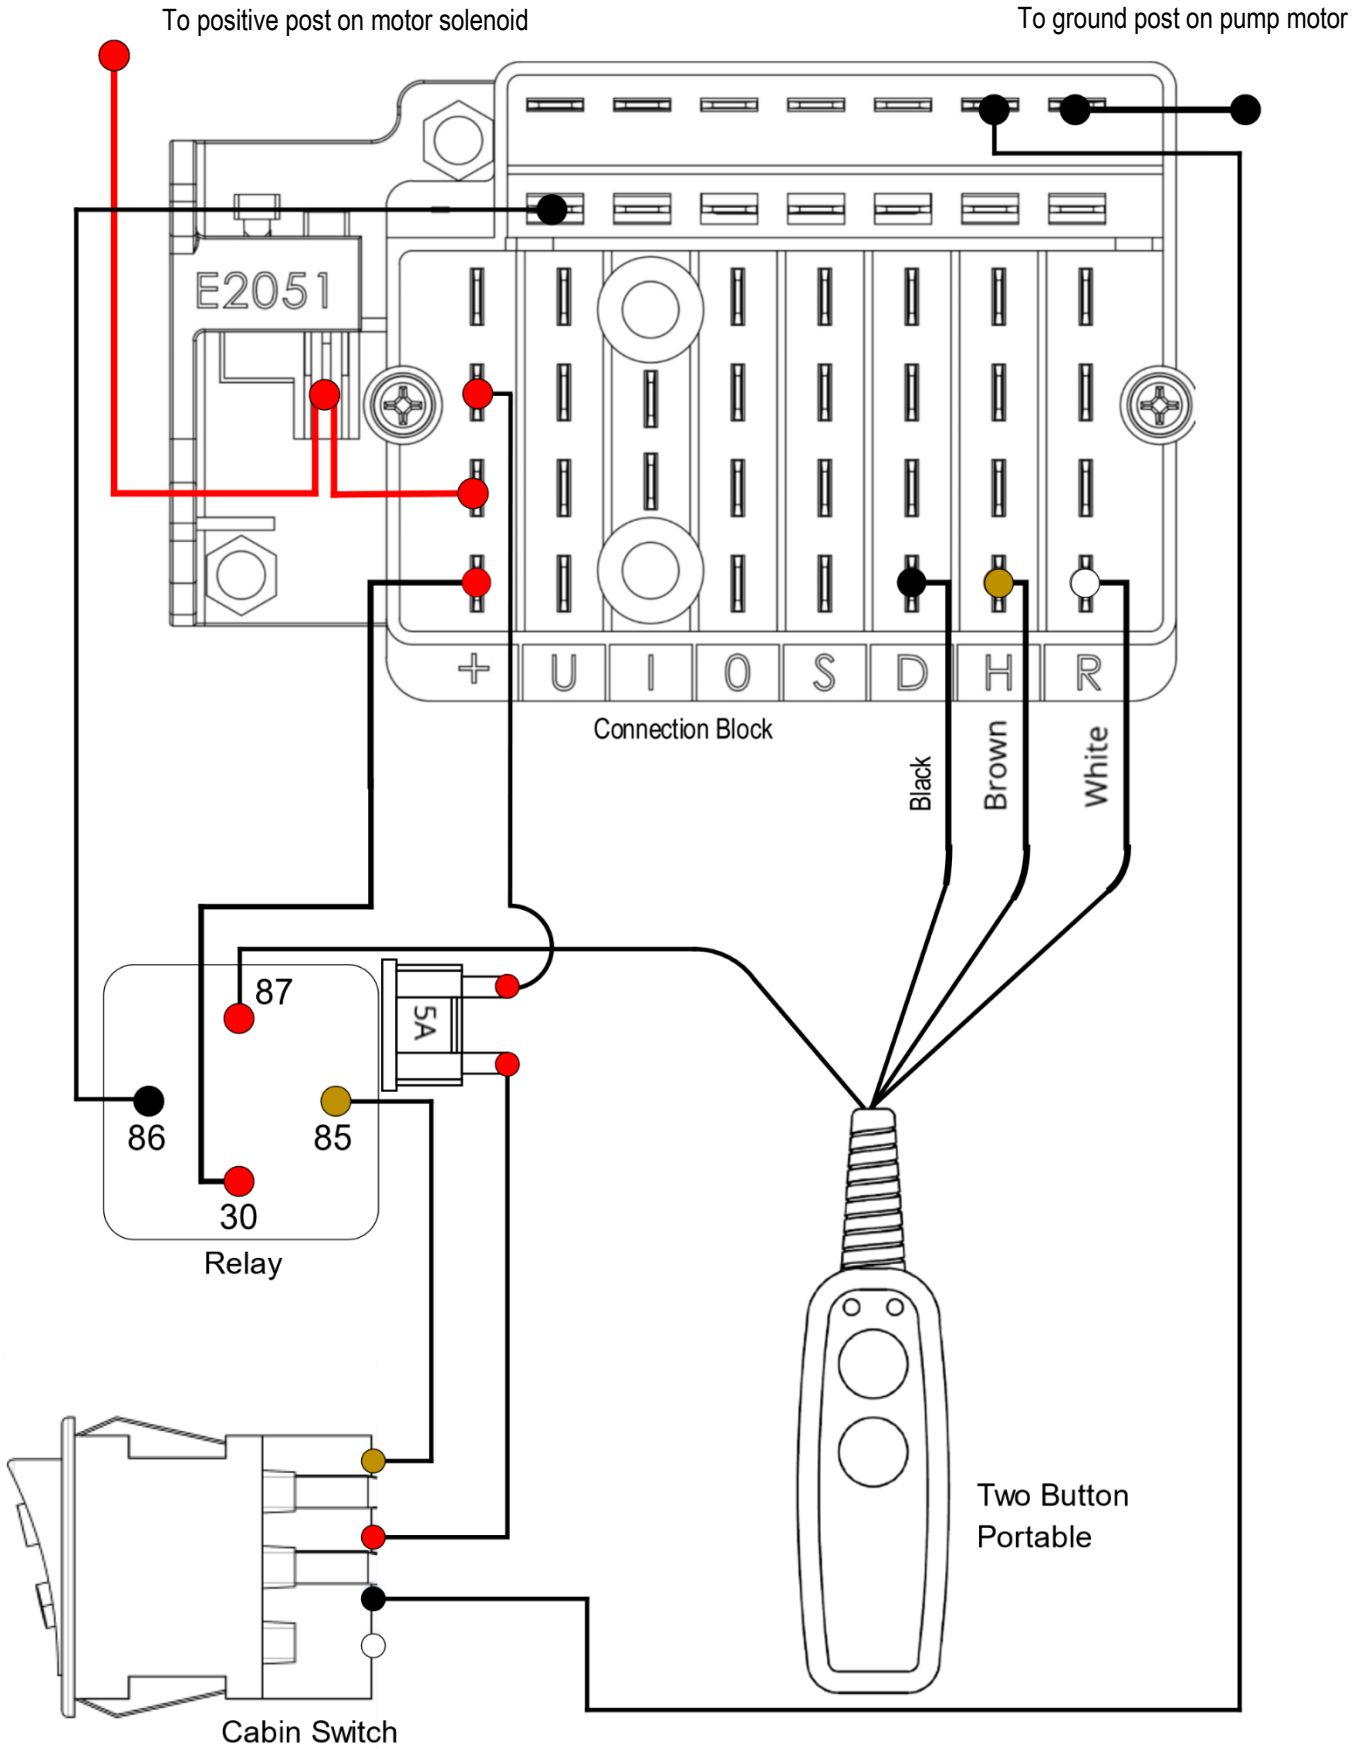 To positive post on motor solenoid
To ground post on pump motor
E2051
+ U I 0 S D H R
Connection Block
Black
Brown
White
87
5A
86
85
30
Relay
Two Button
Portable
Cabin Switch